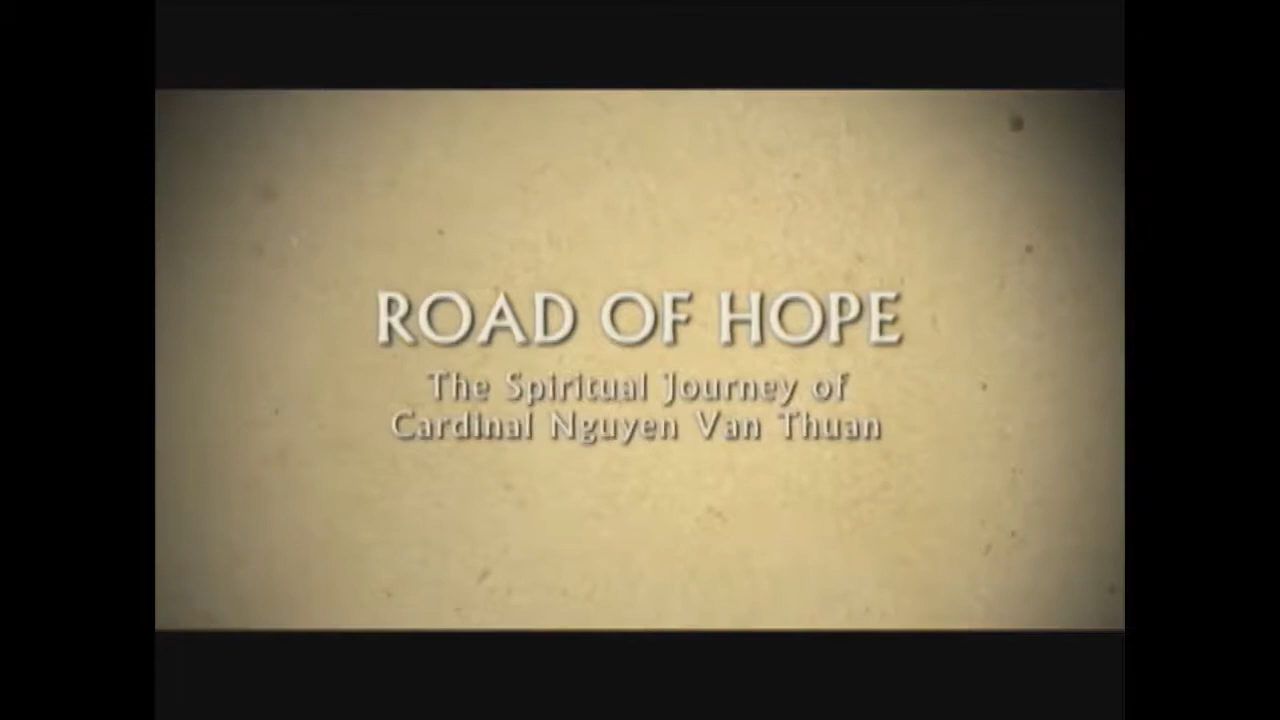 ROAD OF HOPE
The Spiritual Journey of
Cardinal Nguyen Van Thuan